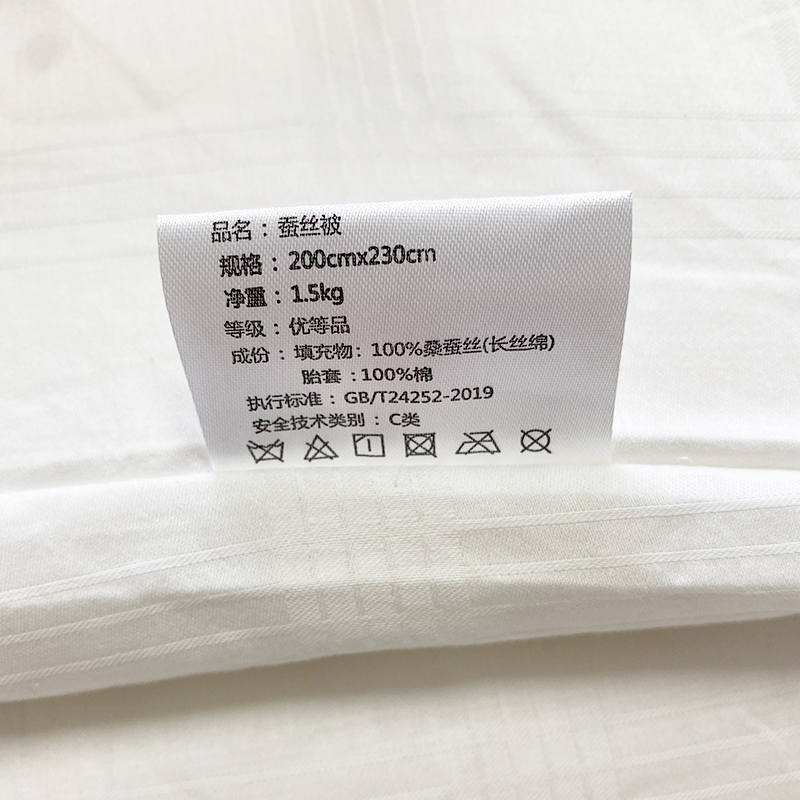 品名：蚕丝被
规格：200cmx230cm
净重：1.5kg
等级：优等品
成份：填充物：100%桑蚕丝(长丝绵)
胎套：100%棉
执行标准：GB/T24252-2019
安全技术类别：C类